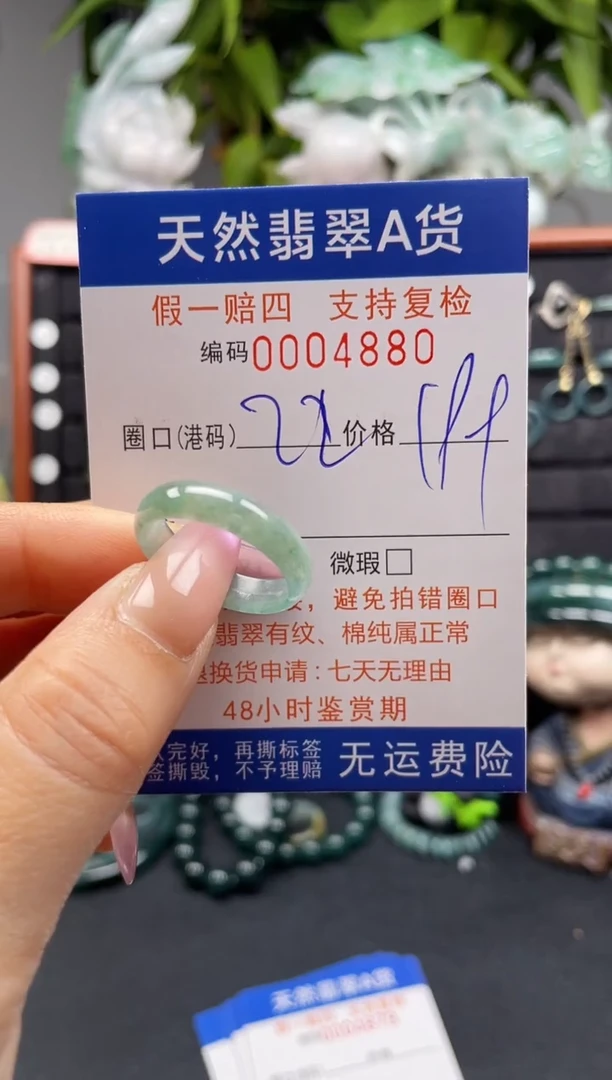 天然翡翠A货
假一赔四 支持复检
编码0004880
圈口(港码) 22 价格
微瑕□
，避免拍错圈口
翡翠有纹、棉纯属正常
换货申请：七天无理由
48小时鉴赏期
完好，再撕标签
签撕毁，不予理赔
无运费险
天然翡翠A货